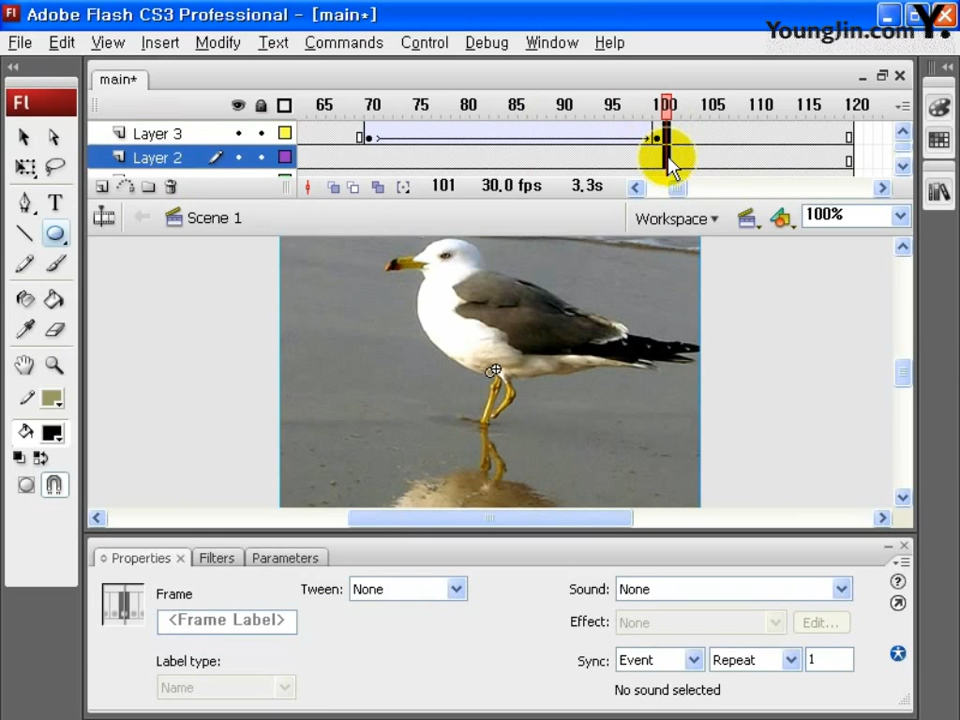 Adobe Flash CS3 Professional - [main*]
YoungJin.com Y.
File Edit View Insert Modify Text Commands Control Debug Window Help
main*
Fl
65 70 75 80 85 90 95 100 105 110 115 120
Layer 3
Layer 2
101 30.0 fps 3.3s
Scene 1
Workspace
100%
Properties Filters Parameters
Frame
Tween: None
Sound: None
<Frame Label>
Effect: None Edit...
Label type:
Sync: Event Repeat 1
Name
No sound selected